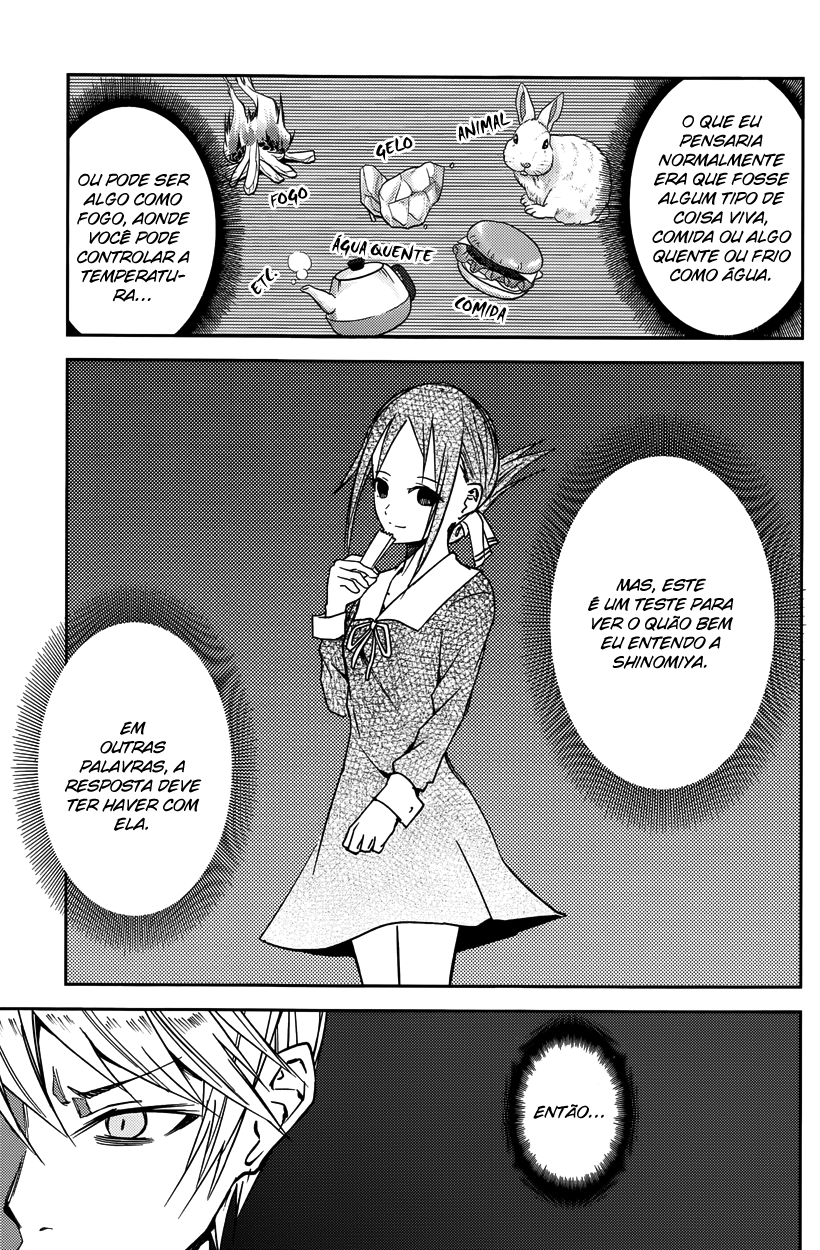 O QUE EU
PENSARIA
NORMALMENTE
ERA QUE FOSSE
ALGUM TIPO DE
COISA VIVA,
COMIDA OU ALGO
QUENTE OU FRIO
COMO ÁGUA.
ANIMAL
GELO
FOGO
ÁGUA QUENTE
COMIDA
ETC.
OU PODE SER
ALGO COMO
FOGO, AONDE
VOCÊ PODE
CONTROLAR A
TEMPERATU-
RA...
MAS, ESTE
É UM TESTE PARA
VER O QUÃO BEM
EU ENTENDO A
SHINOMIYA.
EM
OUTRAS
PALAVRAS, A
RESPOSTA DEVE
TER HAVER COM
ELA.
ENTÃO...